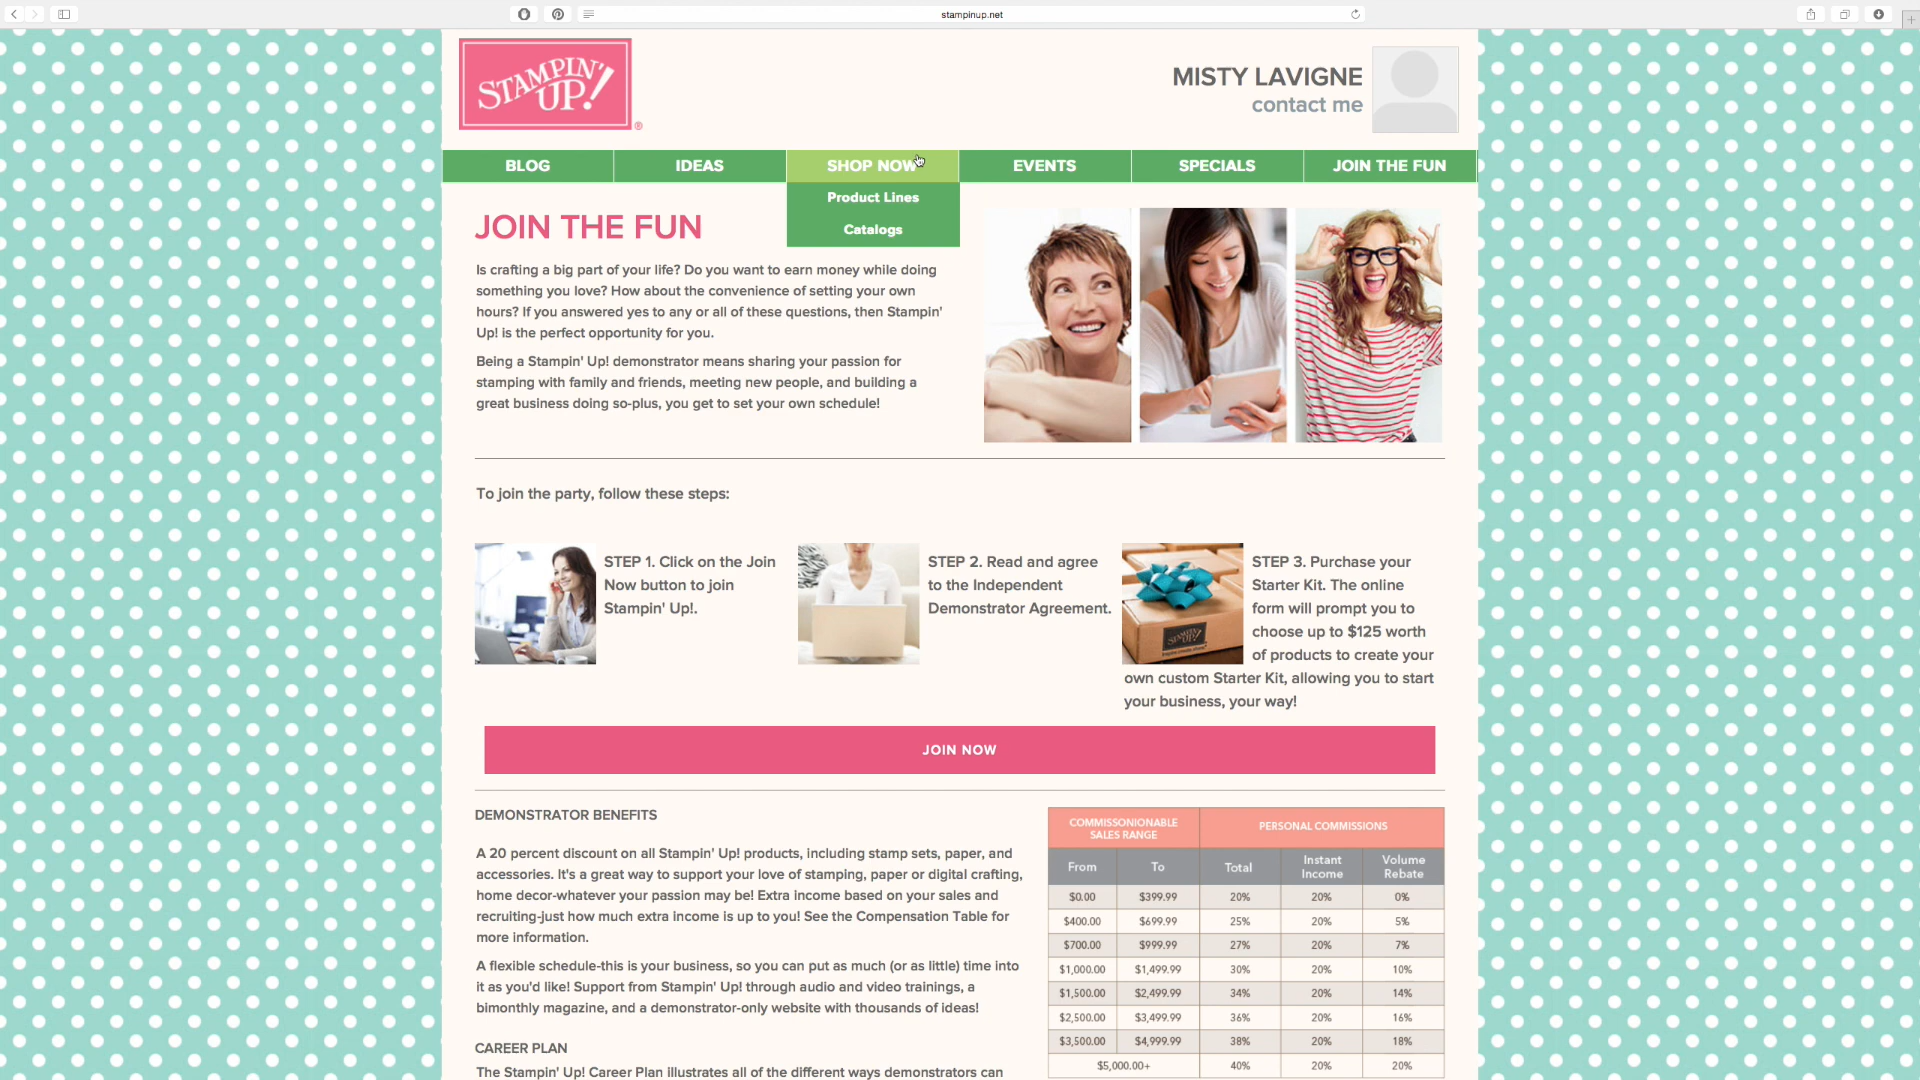 stampinup.net
STAMPIN' UP!®
MISTY LAVIGNE
contact me
BLOG IDEAS SHOP NOW EVENTS SPECIALS JOIN THE FUN
Product Lines
Catalogs
JOIN THE FUN
Is crafting a big part of your life? Do you want to earn money while doing
something you love? How about the convenience of setting your own
hours? If you answered yes to any or all of these questions, then Stampin'
Up! is the perfect opportunity for you.
Being a Stampin' Up! demonstrator means sharing your passion for
stamping with family and friends, meeting new people, and building a
great business doing so-plus, you get to set your own schedule!
To join the party, follow these steps:
STEP 1. Click on the Join
Now button to join
Stampin' Up!.
STEP 2. Read and agree
to the Independent
Demonstrator Agreement.
STAMPIN' UP!
STEP 3. Purchase your
Starter Kit. The online
form will prompt you to
choose up to $125 worth
of products to create your
own custom Starter Kit, allowing you to start
your business, your way!
JOIN NOW
DEMONSTRATOR BENEFITS
A 20 percent discount on all Stampin' Up! products, including stamp sets, paper, and
accessories. It's a great way to support your love of stamping, paper or digital crafting,
home decor-whatever your passion may be! Extra income based on your sales and
recruiting-just how much extra income is up to you! See the Compensation Table for
more information.
A flexible schedule-this is your business, so you can put as much (or as little) time into
it as you'd like! Support from Stampin' Up! through audio and video trainings, a
bimonthly magazine, and a demonstrator-only website with thousands of ideas!
CAREER PLAN
The Stampin' Up! Career Plan illustrates all of the different ways demonstrators can
COMMISSONIONABLE
SALES RANGE
PERSONAL COMMISSIONS
From To Total Instant Income Volume Rebate
$0.00 $399.99 20% 20% 0%
$400.00 $699.99 25% 20% 5%
$700.00 $999.99 27% 20% 7%
$1,000.00 $1,499.99 30% 20% 10%
$1,500.00 $2,499.99 34% 20% 14%
$2,500.00 $3,499.99 36% 20% 16%
$3,500.00 $4,999.99 38% 20% 18%
$5,000.00+ 40% 20% 20%